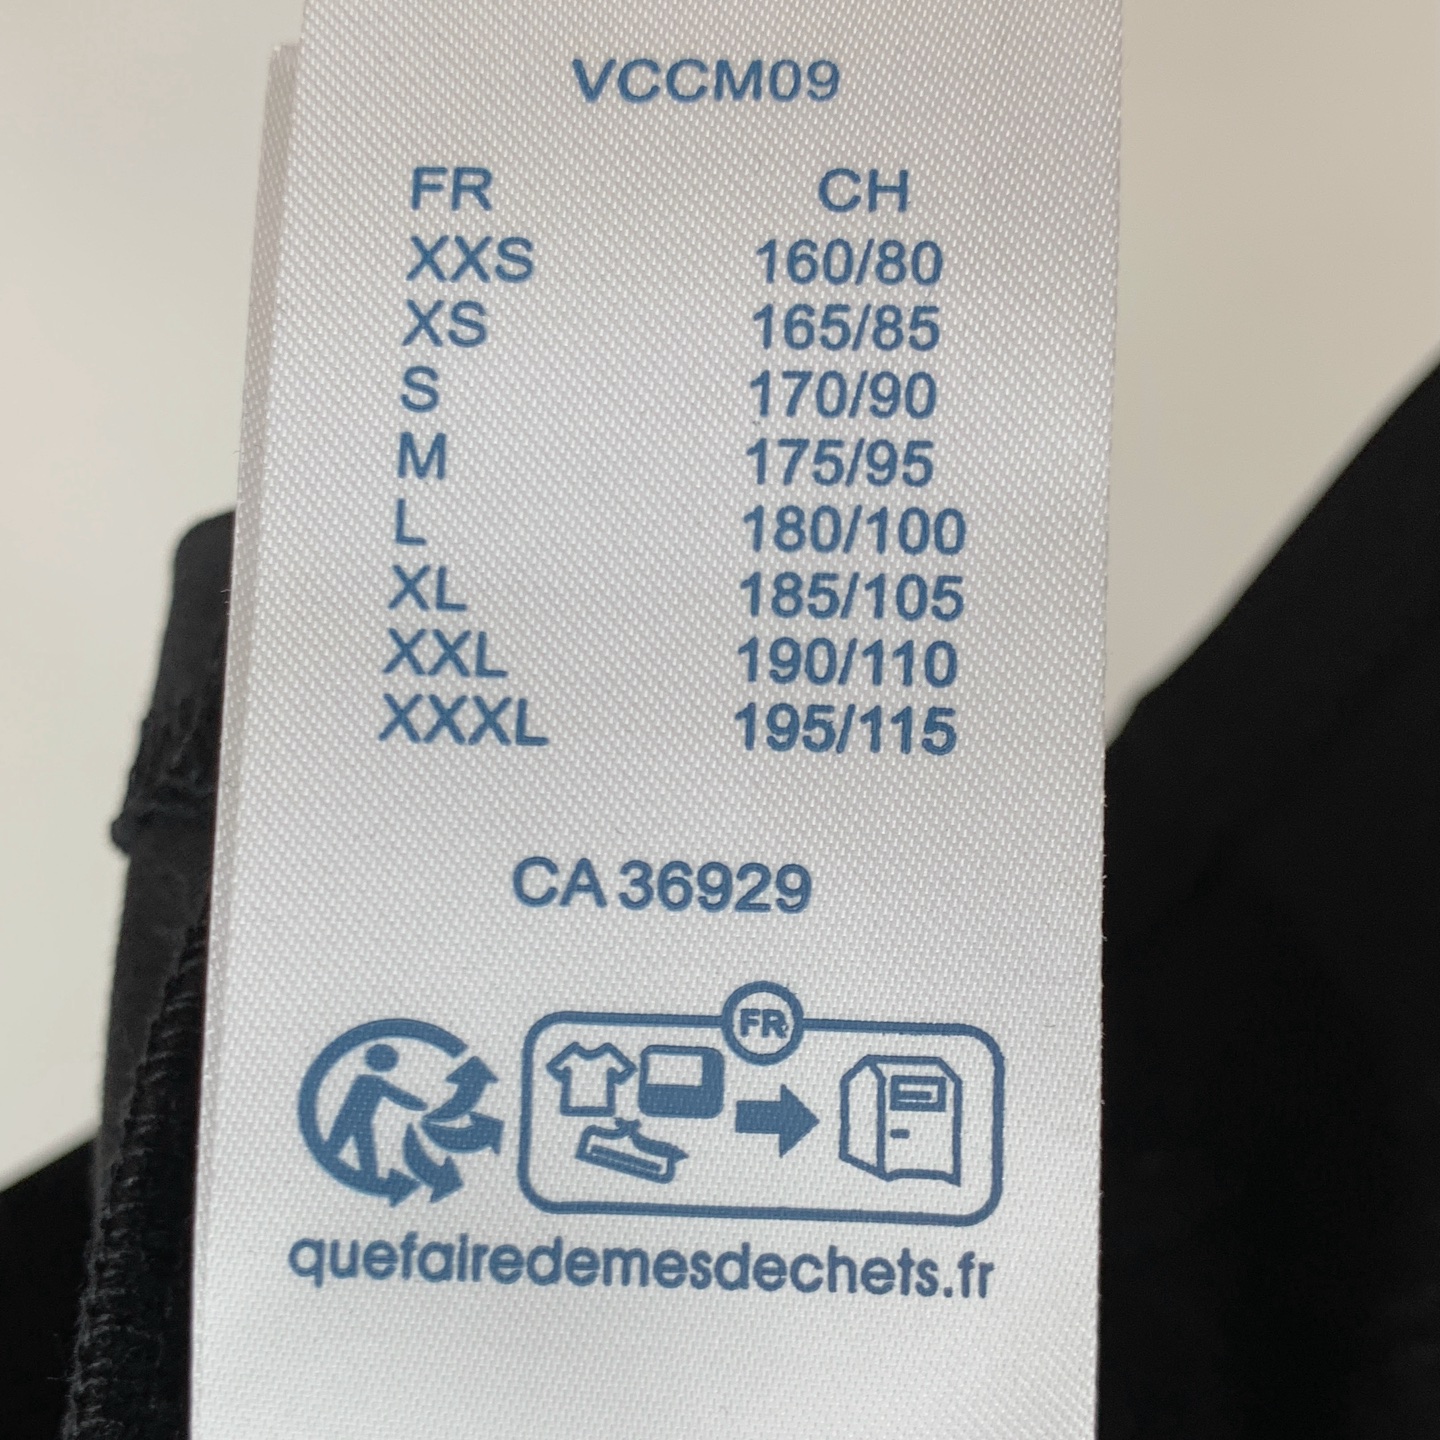 VCCM09
FR CH
XXS 160/80
XS 165/85
S 170/90
M 175/95
L 180/100
XL 185/105
XXL 190/110
XXXL 195/115
CA 36929
FR
quefairedemesdechets.fr